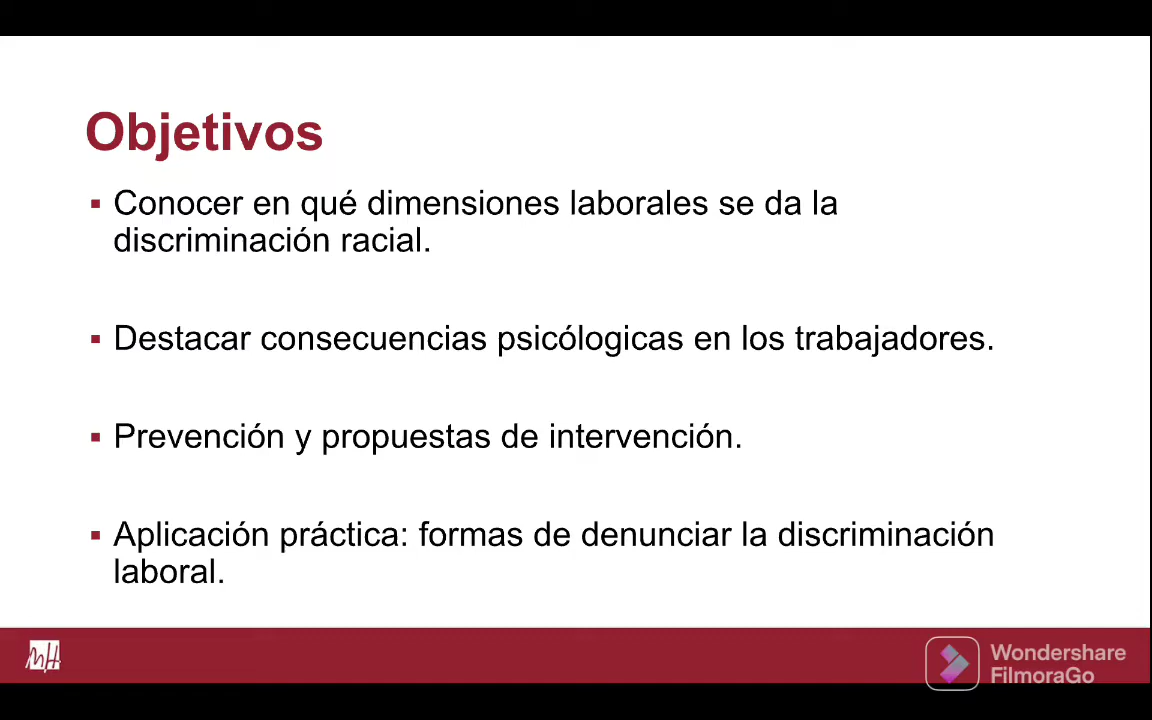 Objetivos
▪ Conocer en qué dimensiones laborales se da la
discriminación racial.
▪ Destacar consecuencias psicólogicas en los trabajadores.
▪ Prevención y propuestas de intervención.
▪ Aplicación práctica: formas de denunciar la discriminación
laboral.
Wondershare
FilmoraGo